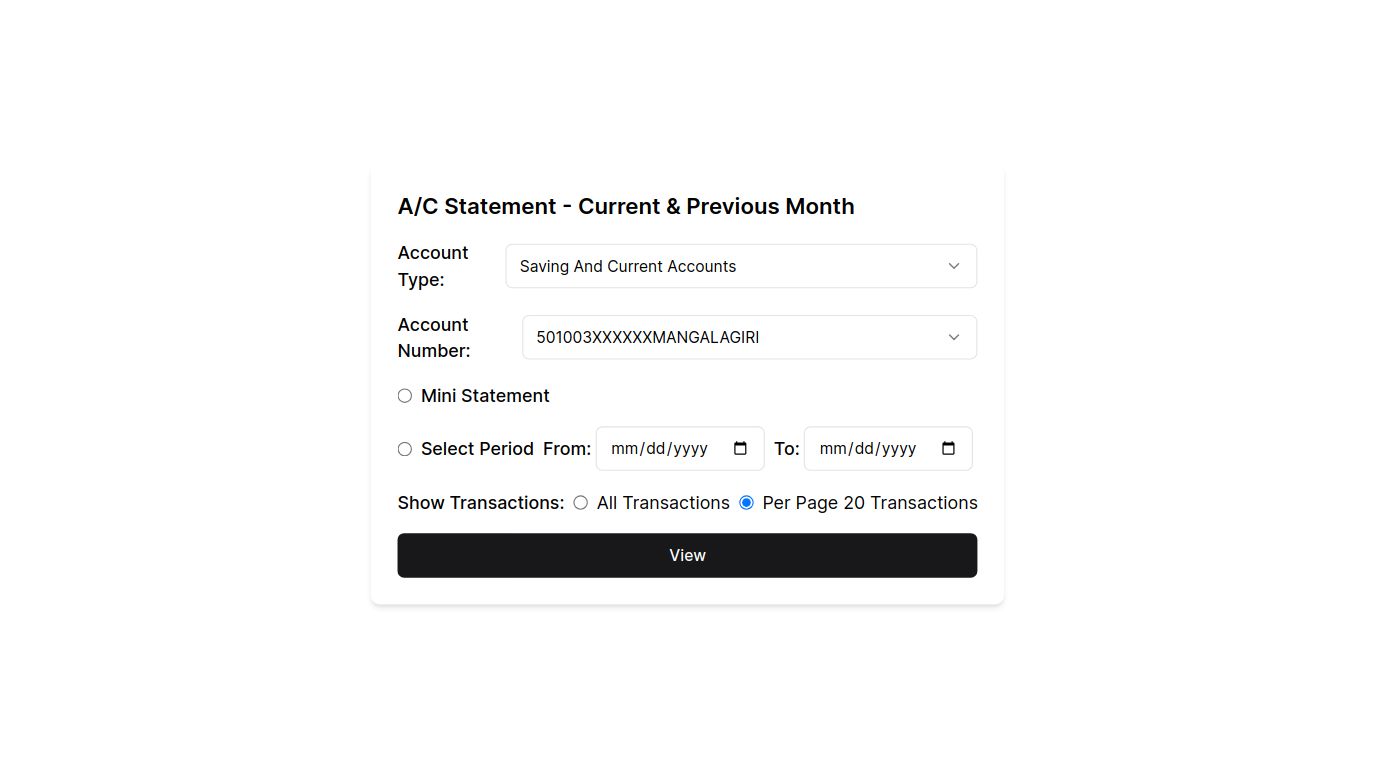 A/C Statement - Current & Previous Month
Account
Type:
Saving And Current Accounts
Account
Number:
501003XXXXXXMANGALAGIRI
Mini Statement
Select Period From: mm/dd/yyyy To: mm/dd/yyyy
Show Transactions: All Transactions Per Page 20 Transactions
View